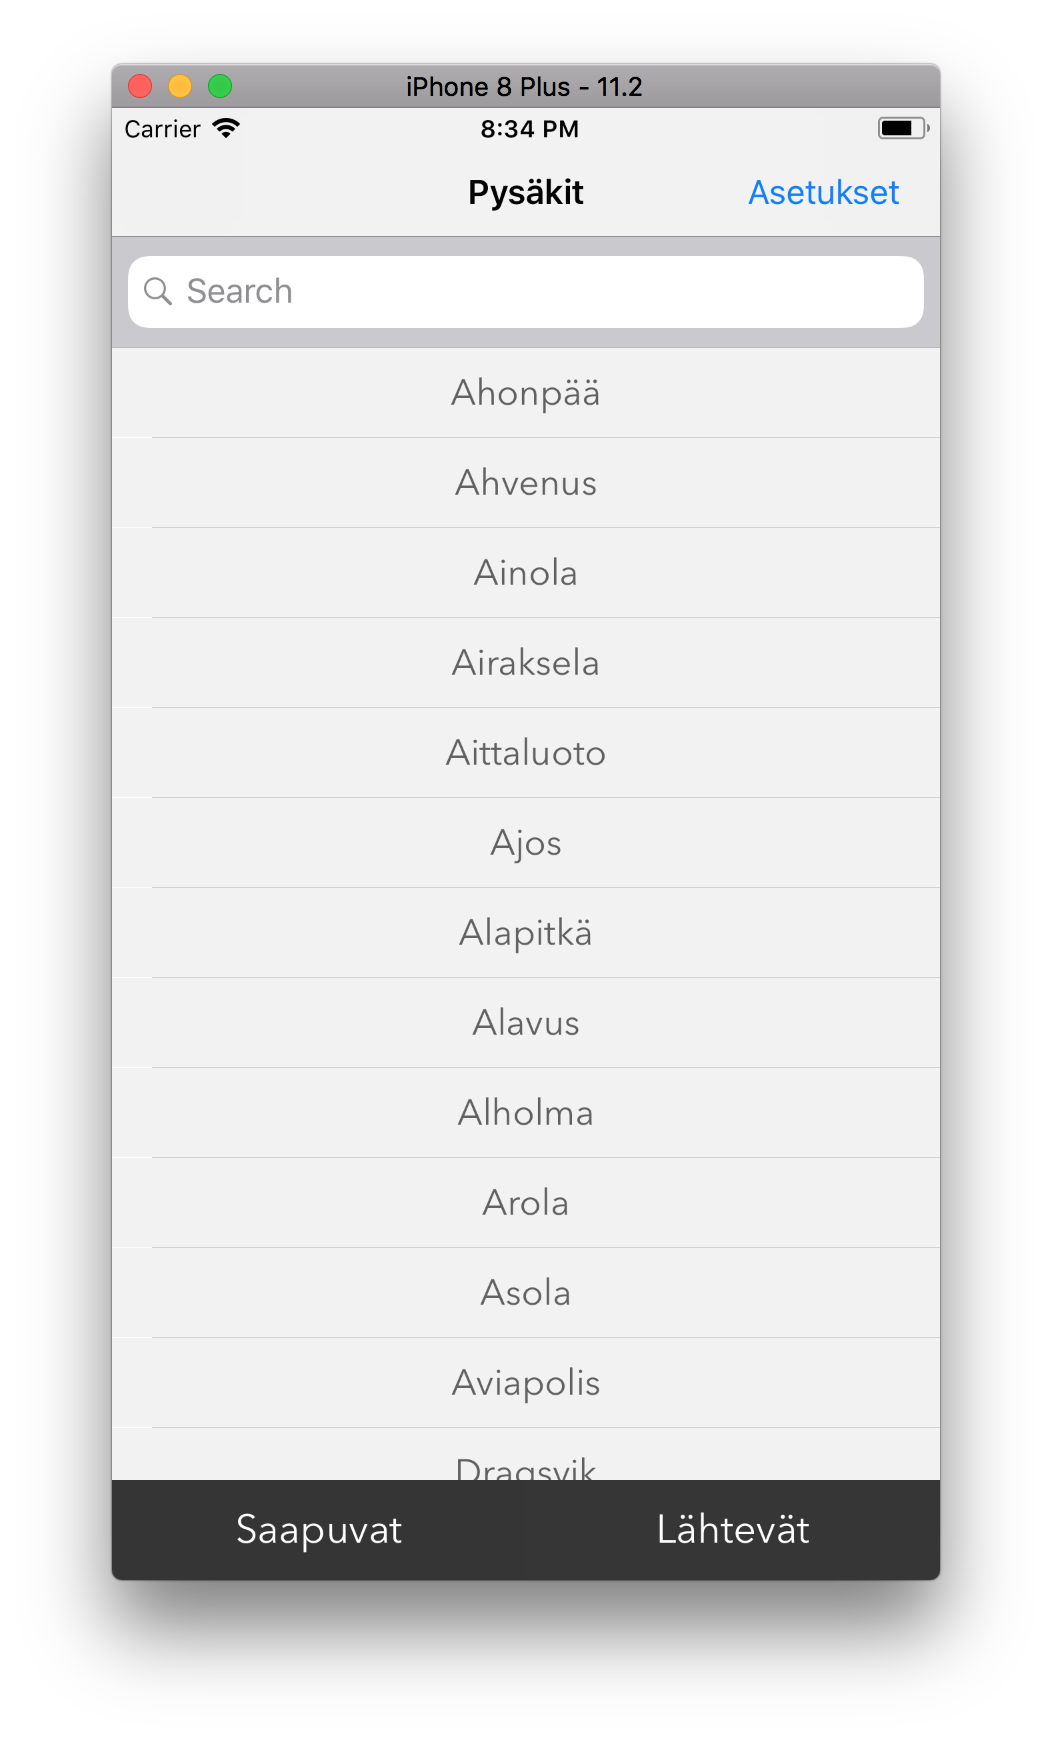 iPhone 8 Plus - 11.2
Carrier 8:34 PM
Pysäkit Asetukset
Search
Ahonpää
Ahvenus
Ainola
Airaksela
Aittaluoto
Ajos
Alapitkä
Alavus
Alholma
Arola
Asola
Aviapolis
Dragsvik
Saapuvat Lähtevät